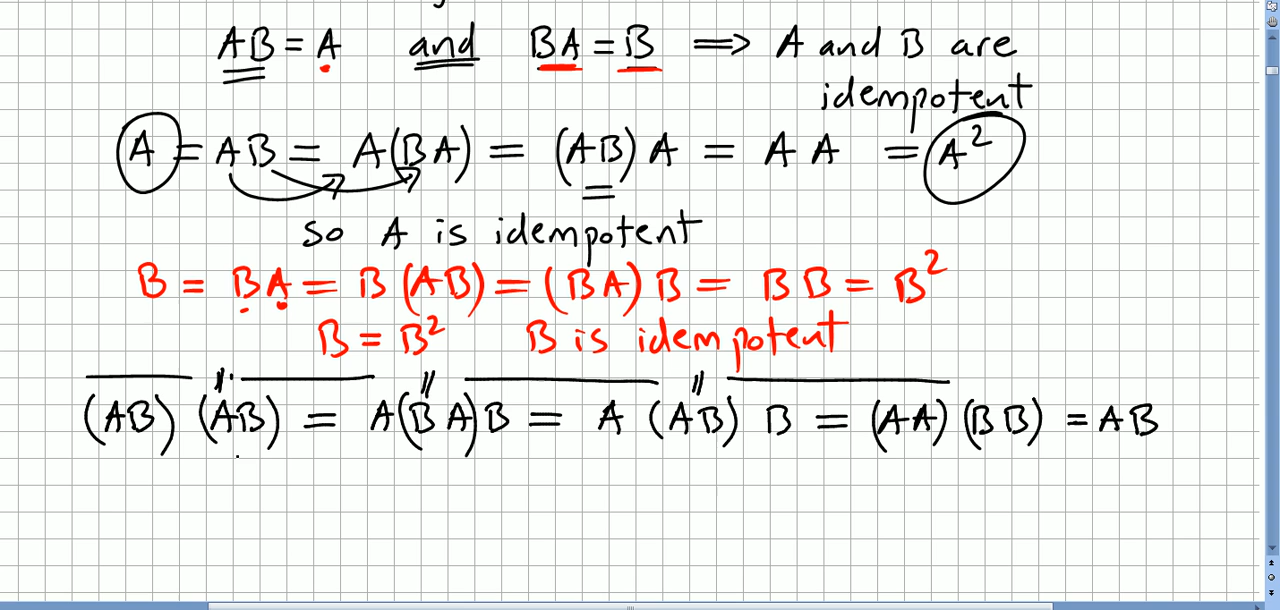 AB = A and BA = B ⟹ A and B are
idempotent
A = AB = A(BA) = (AB)A = AA = A²
so A is idempotent
B = BA = B(AB) = (BA)B = BB = B²
B = B² B is idempotent
(AB)(AB) = A(BA)B = A(AB)B = (AA)(BB) = AB